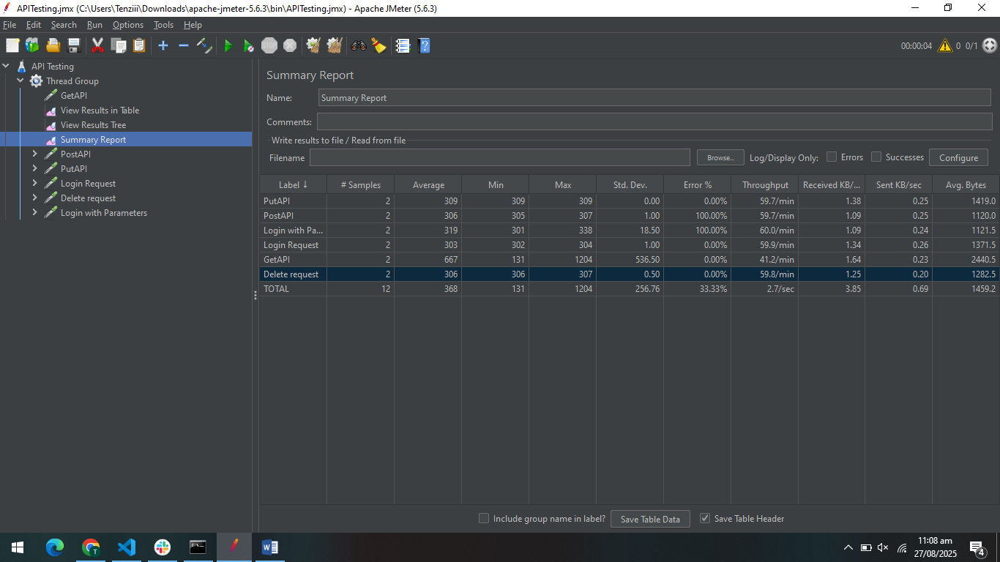 APITesting.jmx (C:\Users\Tenziii\Downloads\apache-jmeter-5.6.3\bin\APITesting.jmx) - Apache JMeter (5.6.3)
File Edit Search Run Options Tools Help
STOP 00:00:04 0 0/1
API Testing
Thread Group
GetAPI
View Results in Table
View Results Tree
Summary Report
PostAPI
PutAPI
Login Request
Delete request
Login with Parameters
Summary Report
Name: Summary Report
Comments:
Write results to file / Read from file
Filename Browse... Log/Display Only: Errors Successes Configure
Label ↓ # Samples Average Min Max Std. Dev. Error % Throughput Received KB/... Sent KB/sec Avg. Bytes
PutAPI 2 309 309 309 0.00 0.00% 59.7/min 1.38 0.25 1419.0
PostAPI 2 306 305 307 1.00 100.00% 59.7/min 1.09 0.25 1120.0
Login with Pa... 2 319 301 338 18.50 100.00% 60.0/min 1.09 0.24 1121.5
Login Request 2 303 302 304 1.00 0.00% 59.9/min 1.34 0.26 1371.5
GetAPI 2 667 131 1204 536.50 0.00% 41.2/min 1.64 0.23 2440.5
Delete request 2 306 306 307 0.50 0.00% 59.8/min 1.25 0.20 1282.5
TOTAL 12 368 131 1204 256.76 33.33% 2.7/sec 3.85 0.69 1459.2
Include group name in label? Save Table Data Save Table Header
11:08 am
27/08/2025
4